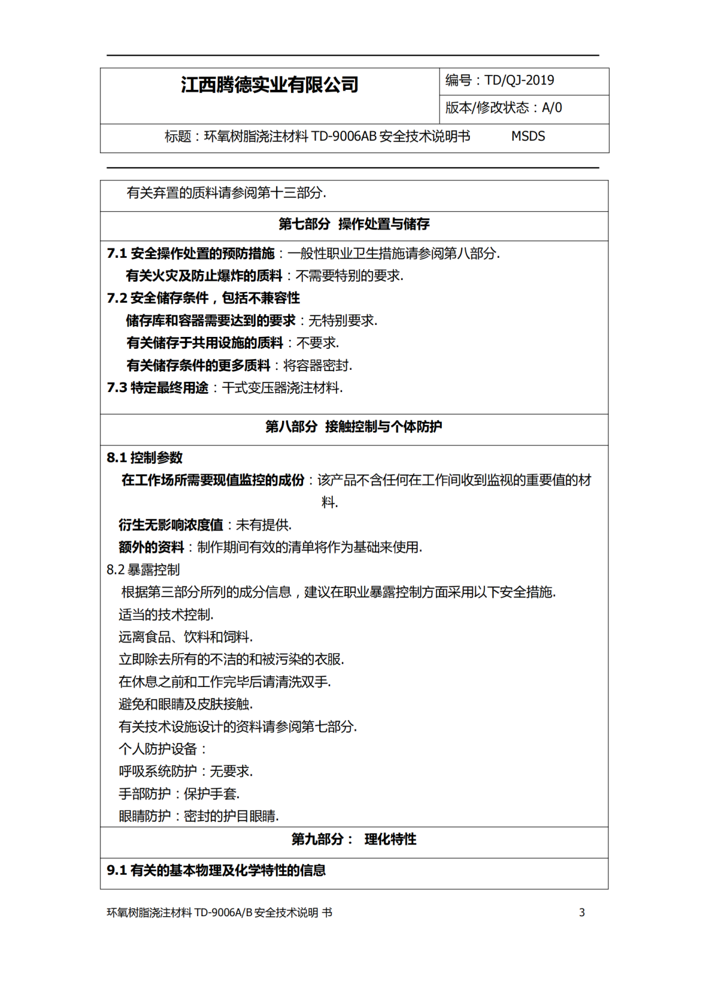 江西腾德实业有限公司
编号：TD/QJ-2019
版本/修改状态：A/0
标题：环氧树脂浇注材料 TD-9006AB 安全技术说明书 MSDS
有关弃置的质料请参阅第十三部分.
第七部分 操作处置与储存
7.1 安全操作处置的预防措施：一般性职业卫生措施请参阅第八部分.
有关火灾及防止爆炸的质料：不需要特别的要求.
7.2 安全储存条件，包括不兼容性
储存库和容器需要达到的要求：无特别要求.
有关储存于共用设施的质料：不要求.
有关储存条件的更多质料：将容器密封.
7.3 特定最终用途：干式变压器浇注材料.
第八部分 接触控制与个体防护
8.1 控制参数
在工作场所需要现值监控的成份：该产品不含任何在工作间收到监视的重要值的材
料.
衍生无影响浓度值：未有提供.
额外的资料：制作期间有效的清单将作为基础来使用.
8.2 暴露控制
根据第三部分所列的成分信息，建议在职业暴露控制方面采用以下安全措施.
适当的技术控制.
远离食品、饮料和饲料.
立即除去所有的不洁的和被污染的衣服.
在休息之前和工作完毕后请清洗双手.
避免和眼睛及皮肤接触.
有关技术设施设计的资料请参阅第七部分.
个人防护设备：
呼吸系统防护：无要求.
手部防护：保护手套.
眼睛防护：密封的护目眼睛.
第九部分： 理化特性
9.1 有关的基本物理及化学特性的信息
环氧树脂浇注材料 TD-9006A/B 安全技术说明 书 3